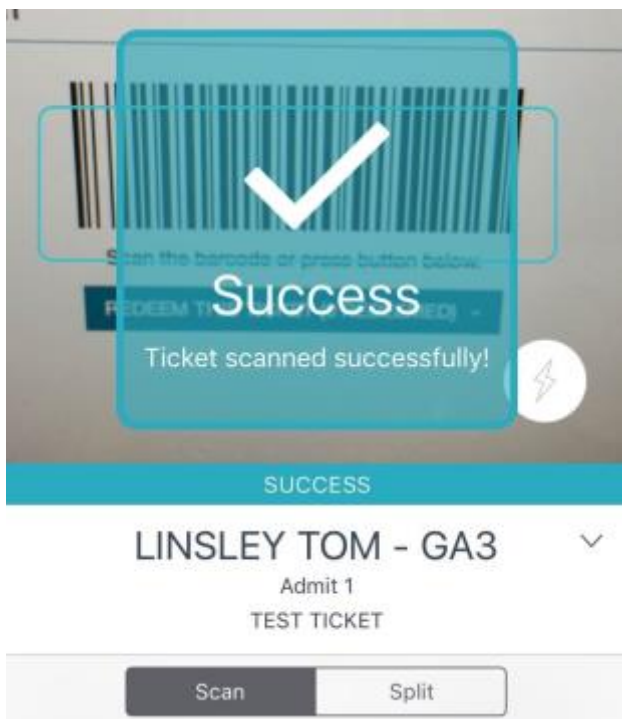 Scan the barcode or press button below.
REDEEM
Success
Ticket scanned successfully!
SUCCESS
LINSLEY TOM - GA3
Admit 1
TEST TICKET
Scan
Split